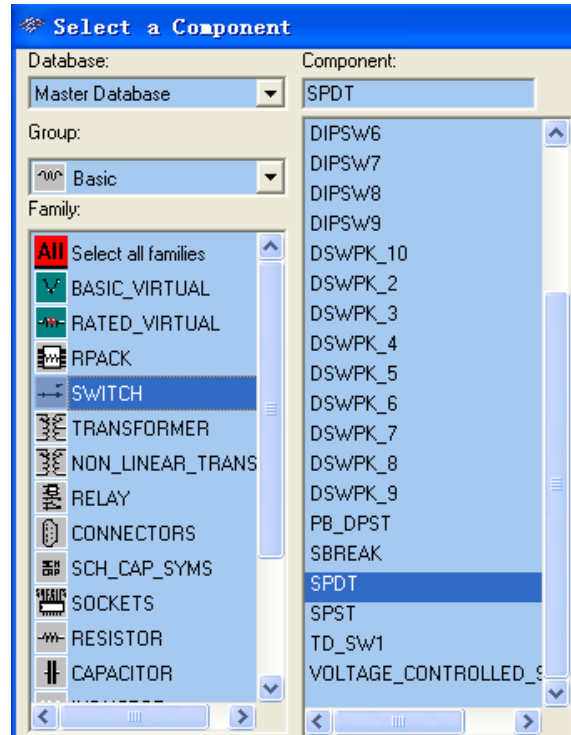 Select a Component
Database:
Master Database
Group:
Basic
Family:
All Select all families
BASIC_VIRTUAL
RATED_VIRTUAL
RPACK
SWITCH
TRANSFORMER
NON_LINEAR_TRANS
RELAY
CONNECTORS
SCH_CAP_SYMS
SOCKETS
RESISTOR
CAPACITOR
Component:
SPDT
DIPSW6
DIPSW7
DIPSW8
DIPSW9
DSWPK_10
DSWPK_2
DSWPK_3
DSWPK_4
DSWPK_5
DSWPK_6
DSWPK_7
DSWPK_8
DSWPK_9
PB_DPST
SBREAK
SPDT
SPST
TD_SW1
VOLTAGE_CONTROLLED_S